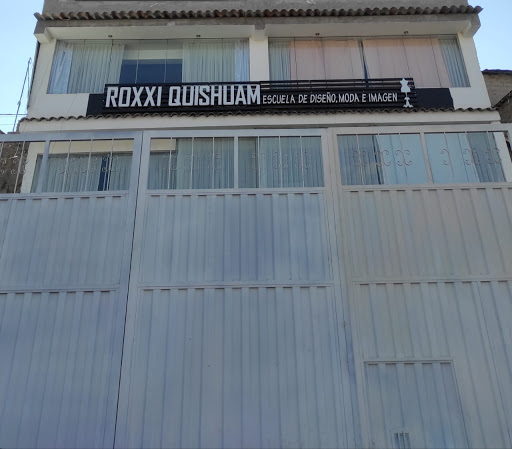 ROXXI QUISHUAM ESCUELA DE DISEÑO, MODA E IMAGEN